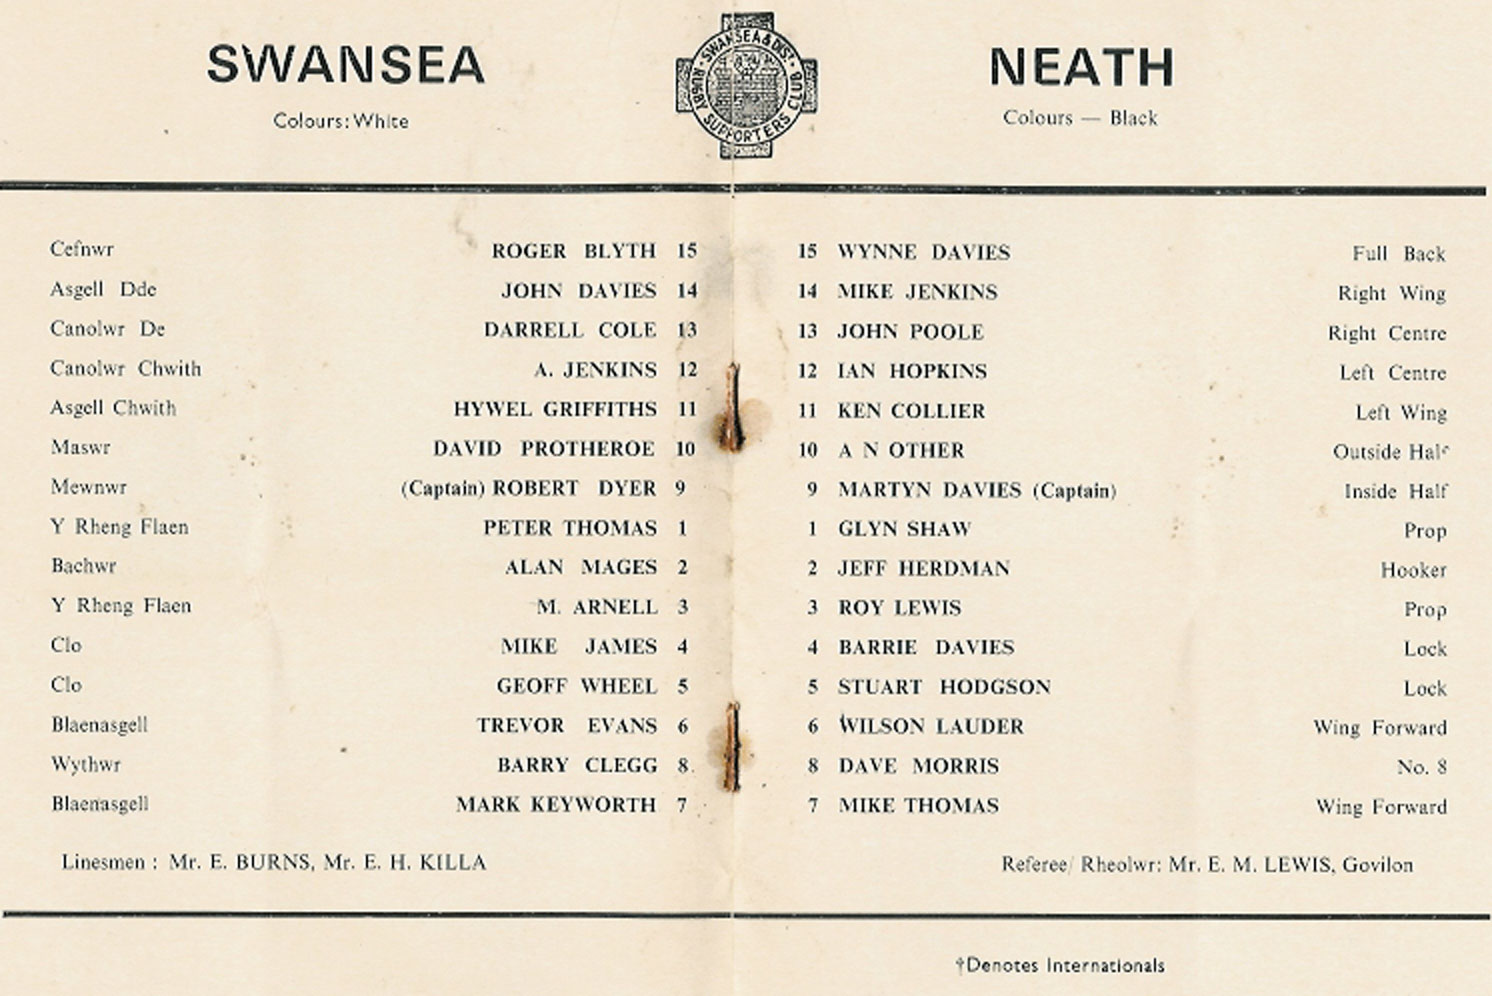 SWANSEA
Colours: White
SWANSEA & DIST. RUGBY SUPPORTERS CLUB
NEATH
Colours — Black
Cefnwr ROGER BLYTH 15 15 WYNNE DAVIES Full Back
Asgell Dde JOHN DAVIES 14 14 MIKE JENKINS Right Wing
Canolwr De DARRELL COLE 13 13 JOHN POOLE Right Centre
Canolwr Chwith A. JENKINS 12 12 IAN HOPKINS Left Centre
Asgell Chwith HYWEL GRIFFITHS 11 11 KEN COLLIER Left Wing
Maswr DAVID PROTHEROE 10 10 A N OTHER Outside Half
Mewnwr (Captain) ROBERT DYER 9 9 MARTYN DAVIES (Captain) Inside Half
Y Rheng Flaen PETER THOMAS 1 1 GLYN SHAW Prop
Bachwr ALAN MAGES 2 2 JEFF HERDMAN Hooker
Y Rheng Flaen M. ARNELL 3 3 ROY LEWIS Prop
Clo MIKE JAMES 4 4 BARRIE DAVIES Lock
Clo GEOFF WHEEL 5 5 STUART HODGSON Lock
Blaenasgell TREVOR EVANS 6 6 WILSON LAUDER Wing Forward
Wythwr BARRY CLEGG 8 8 DAVE MORRIS No. 8
Blaenasgell MARK KEYWORTH 7 7 MIKE THOMAS Wing Forward
Linesmen : Mr. E. BURNS, Mr. E. H. KILLA Referee/ Rheolwr: Mr. E. M. LEWIS, Govilon
†Denotes Internationals